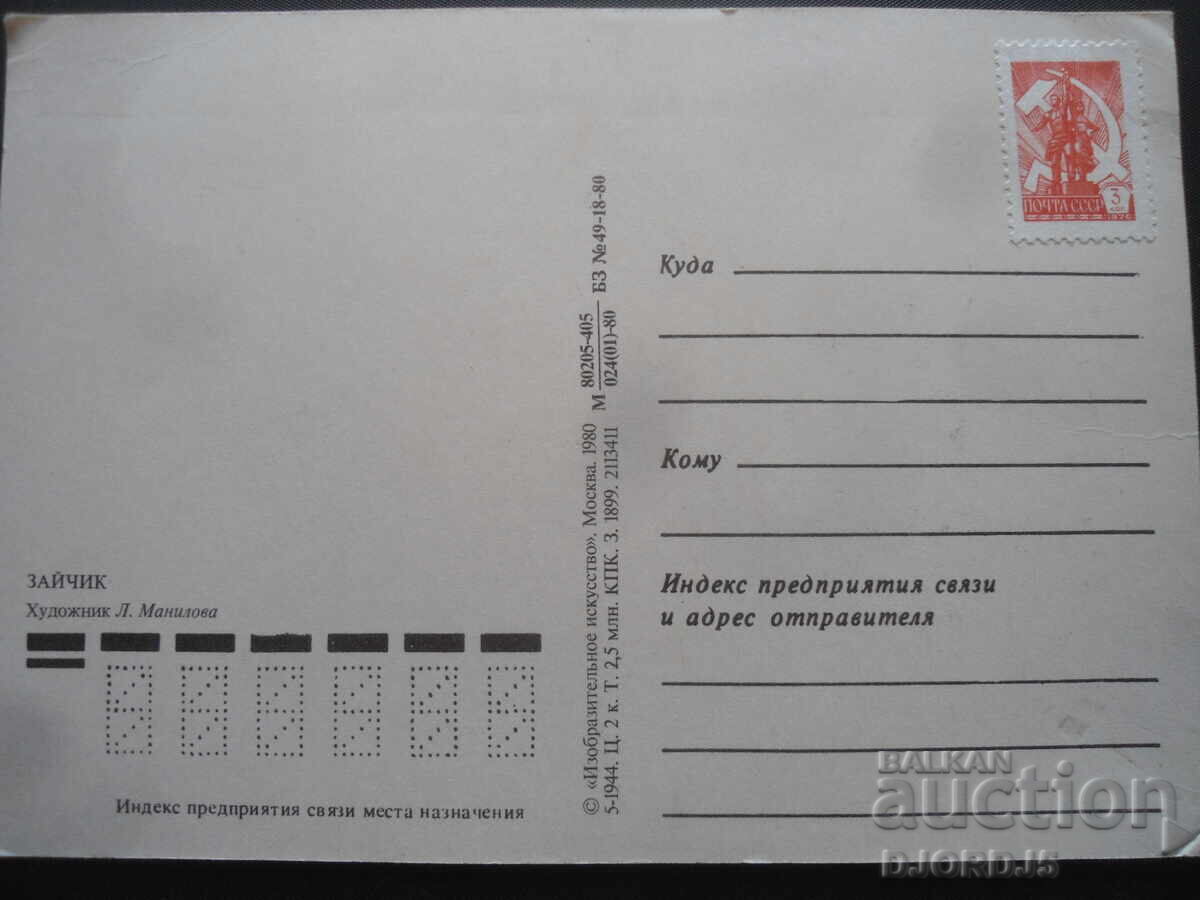 ПОЧТА СССР
3
КОП
1976
Куда
Кому
Индекс предприятия связи
и адрес отправителя
© «Изобразительное искусство», Москва. 1980 М 80205-405 БЗ №49-18-80
024(01)-80
5-1944. Ц. 2 к. Т. 2,5 млн. КПК. З. 1899. 2113411
ЗАЙЧИК
Художник Л. Манилова
Индекс предприятия связи места назначения
BALKAN
auction
DJORDJ5